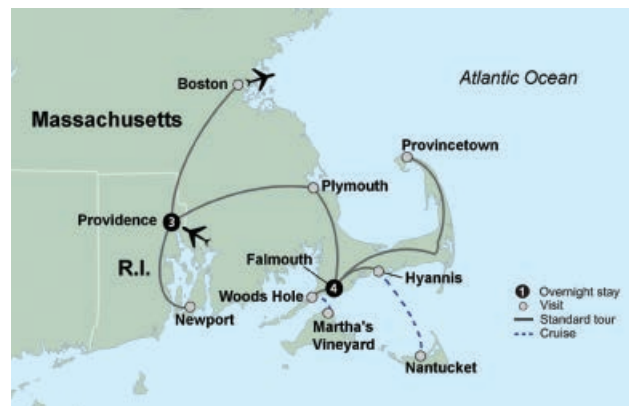 Boston
Atlantic Ocean
Massachusetts
Provincetown
Plymouth
Providence
3
R.I.
Falmouth
4
Hyannis
Woods Hole
Newport
Martha's
Vineyard
Nantucket
1 Overnight stay
Visit
Standard tour
Cruise